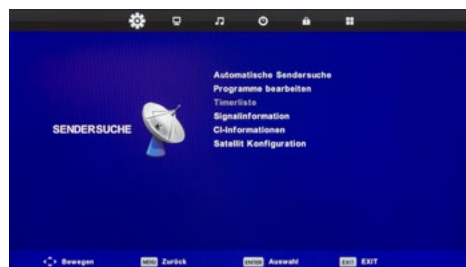 Automatische Sendersuche
Programme bearbeiten
Timerliste
Signalinformation
SENDERSUCHE
CI-Informationen
Satellit Konfiguration
Bewegen
MENU Zurück
ENTER Auswahl
EXIT EXIT